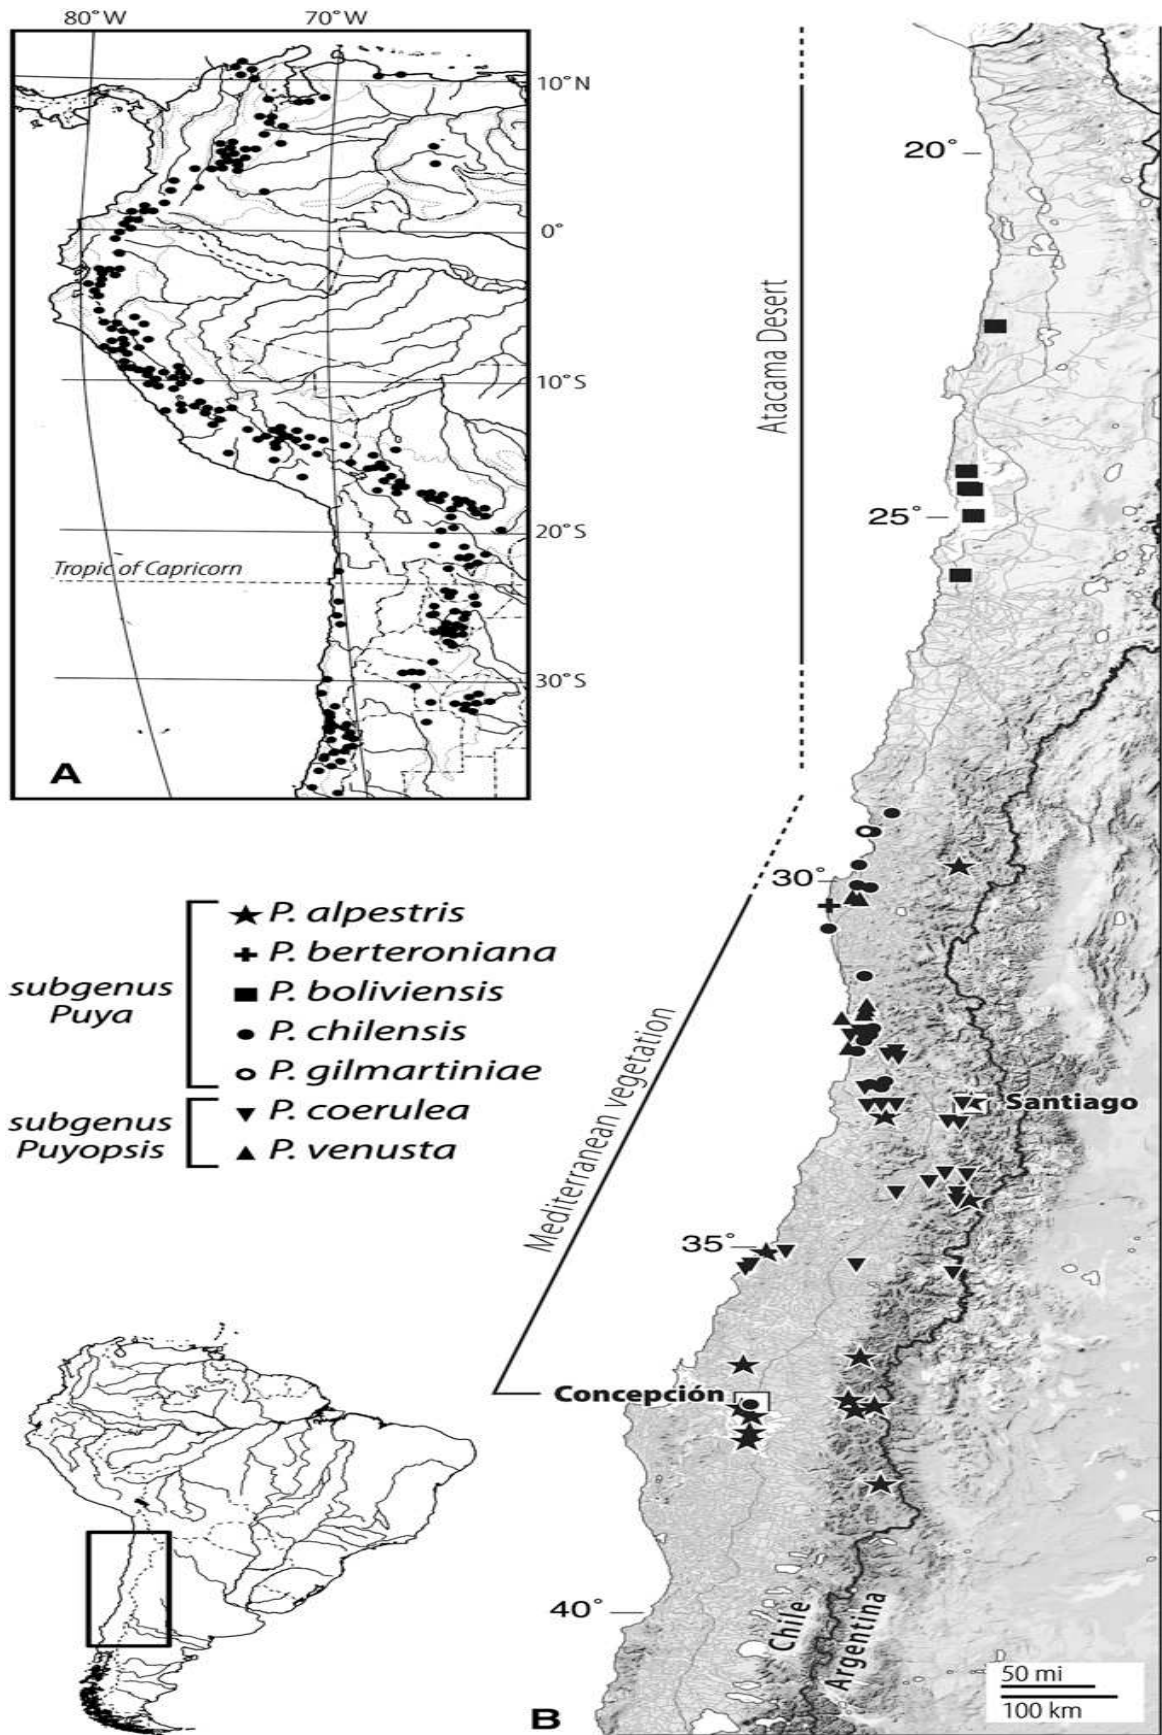 80°W
70°W
10°N
0°
10°S
20°S
Tropic of Capricorn
30°S
A
20°
Atacama Desert
25°
30°
Mediterranean vegetation
Santiago
35°
Concepción
40°
Chile
Argentina
50 mi
100 km
B
subgenus
Puya
P. alpestris
P. berteroniana
P. boliviensis
P. chilensis
P. gilmartiniae
subgenus
Puyopsis
P. coerulea
P. venusta